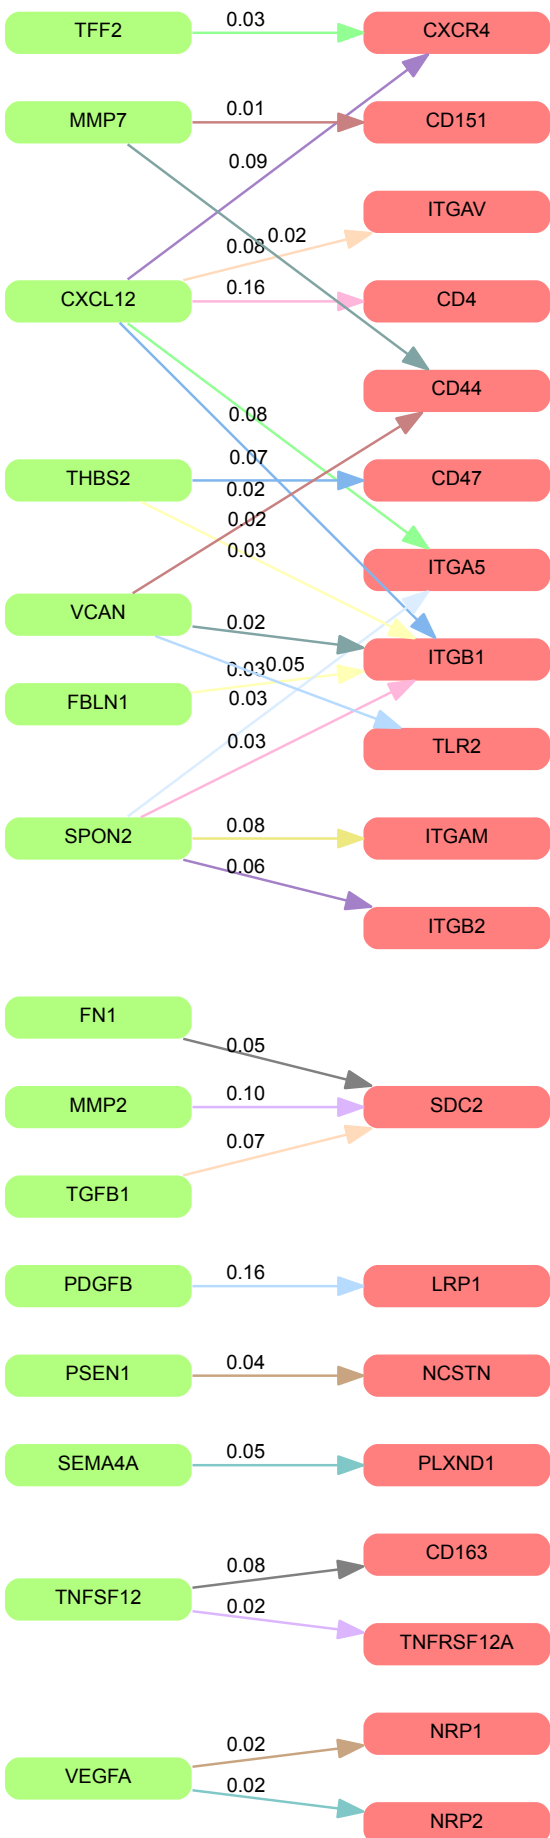 TFF2 0.03 CXCR4
MMP7 0.01 CD151
0.09
ITGAV
0.08 0.02
CXCL12 0.16 CD4
CD44
0.08
THBS2 0.07 CD47
0.02
0.02
0.03
ITGA5
VCAN 0.02
ITGB1
0.03 0.05
FBLN1 0.03
0.03 TLR2
SPON2 0.08 ITGAM
0.06
ITGB2
FN1
0.05
MMP2 0.10 SDC2
0.07
TGFB1
PDGFB 0.16 LRP1
PSEN1 0.04 NCSTN
SEMA4A 0.05 PLXND1
CD163
0.08
TNFSF12
0.02
TNFRSF12A
NRP1
0.02
VEGFA
0.02
NRP2